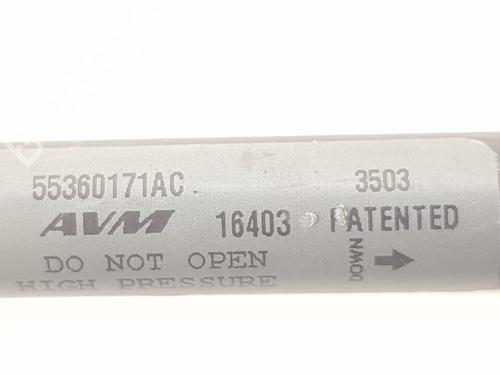 55360171AC 3503
AVM 16403 PATENTED
DO NOT OPEN DOWN
HIGH PRESSURE